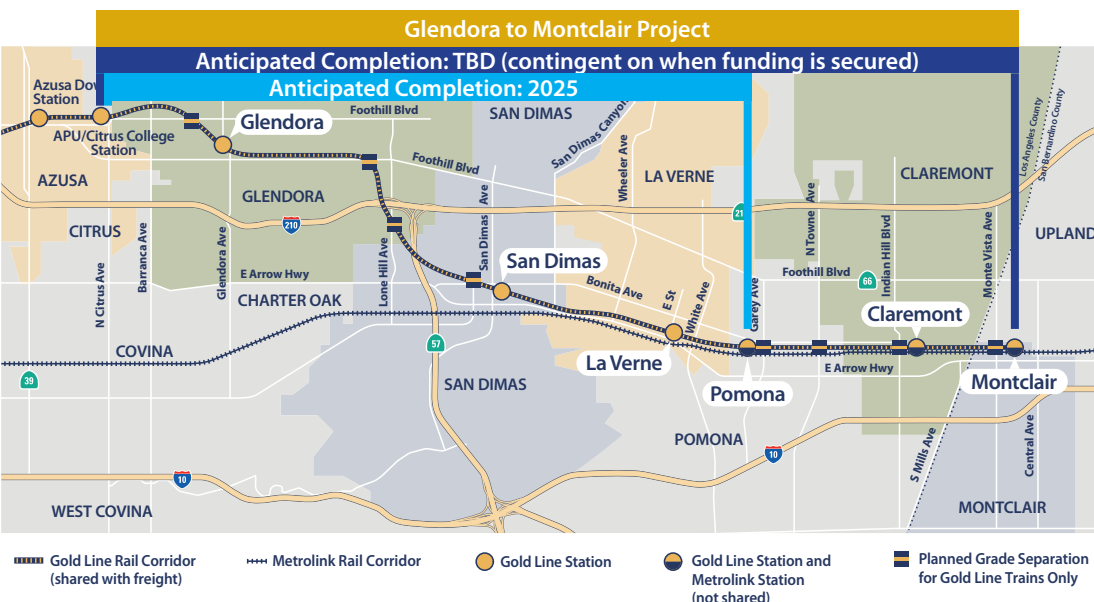 Glendora to Montclair Project
Anticipated Completion: TBD (contingent on when funding is secured)
Anticipated Completion: 2025
Azusa Dow
Station
APU/Citrus College
Station
Glendora
Foothill Blvd
SAN DIMAS
San Dimas Canyon
Foothill Blvd
Wheeler Ave
LA VERNE
CLAREMONT
Los Angeles County
San Bernardino County
AZUSA
GLENDORA
210
21
CITRUS
UPLAND
N Citrus Ave
Barranca Ave
Glendora Ave
E Arrow Hwy
CHARTER OAK
Lone Hill Ave
San Dimas Ave
San Dimas
Bonita Ave
E St
White Ave
Garey Ave
N Towne Ave
Foothill Blvd
66
Indian Hill Blvd
Monte Vista Ave
Claremont
COVINA
39
57
SAN DIMAS
La Verne
Pomona
E Arrow Hwy
Montclair
POMONA
10
10
S Mills Ave
Central Ave
WEST COVINA
MONTCLAIR
Gold Line Rail Corridor
(shared with freight)
Metrolink Rail Corridor
Gold Line Station
Gold Line Station and
Metrolink Station
(not shared)
Planned Grade Separation
for Gold Line Trains Only